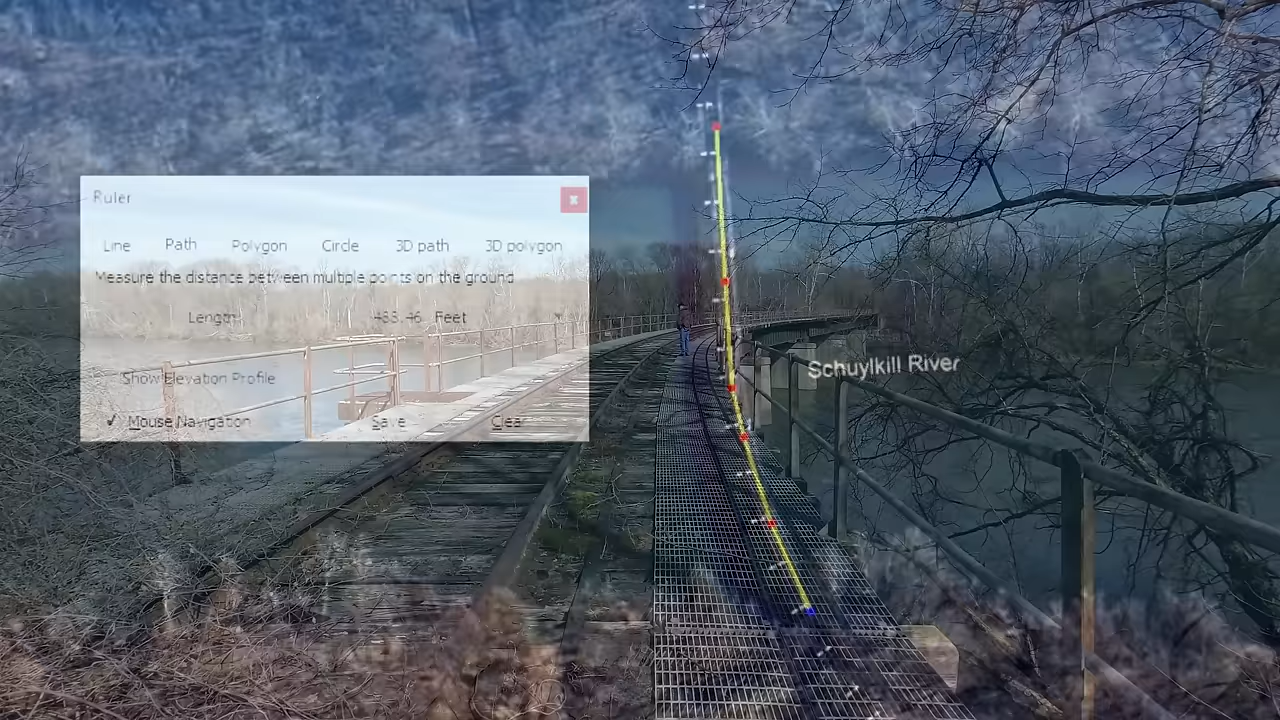 Ruler
Line Path Polygon Circle 3D path 3D polygon
Measure the distance between multiple points on the ground
Length Feet
Show Elevation Profile
Mouse Navigation Save Clear
Schuylkill River